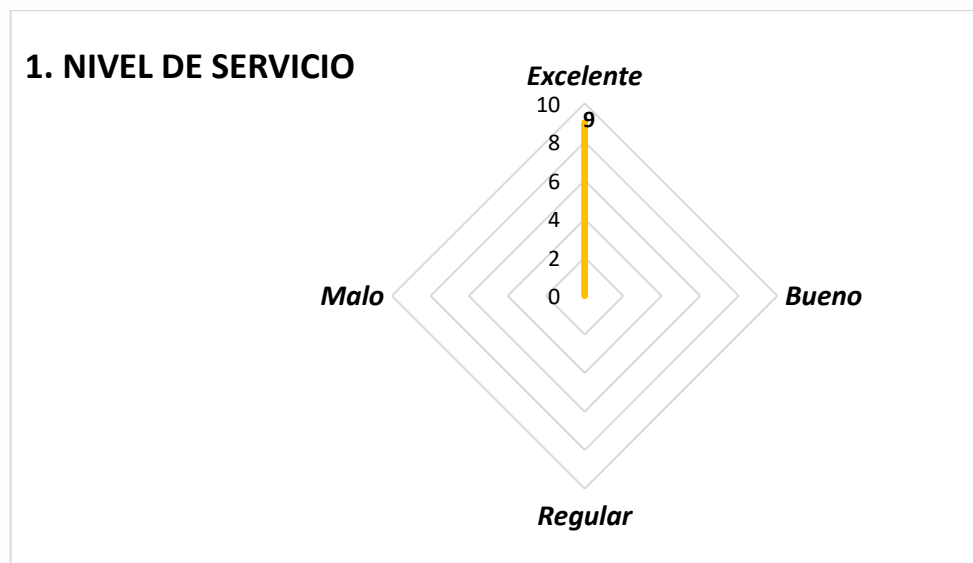 1. NIVEL DE SERVICIO
Excelente
10
9
8
6
4
2
0
Malo
Bueno
Regular